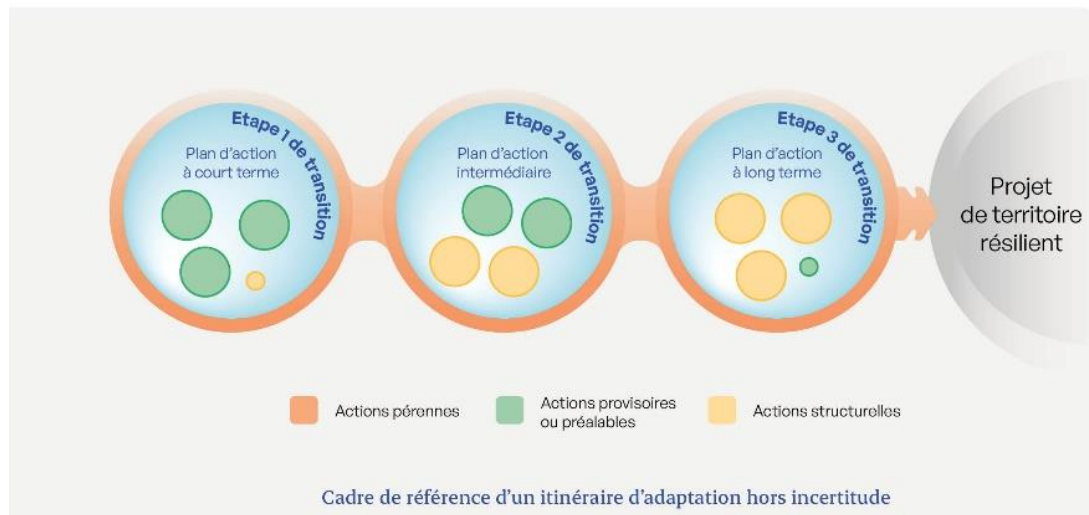 Etape 1 de transition
Plan d'action
à court terme
Etape 2 de transition
Plan d'action
intermédiaire
Etape 3 de transition
Plan d'action
à long terme
Projet
de territoire
résilient
Actions pérennes
Actions provisoires
ou préalables
Actions structurelles
Cadre de référence d'un itinéraire d'adaptation hors incertitude